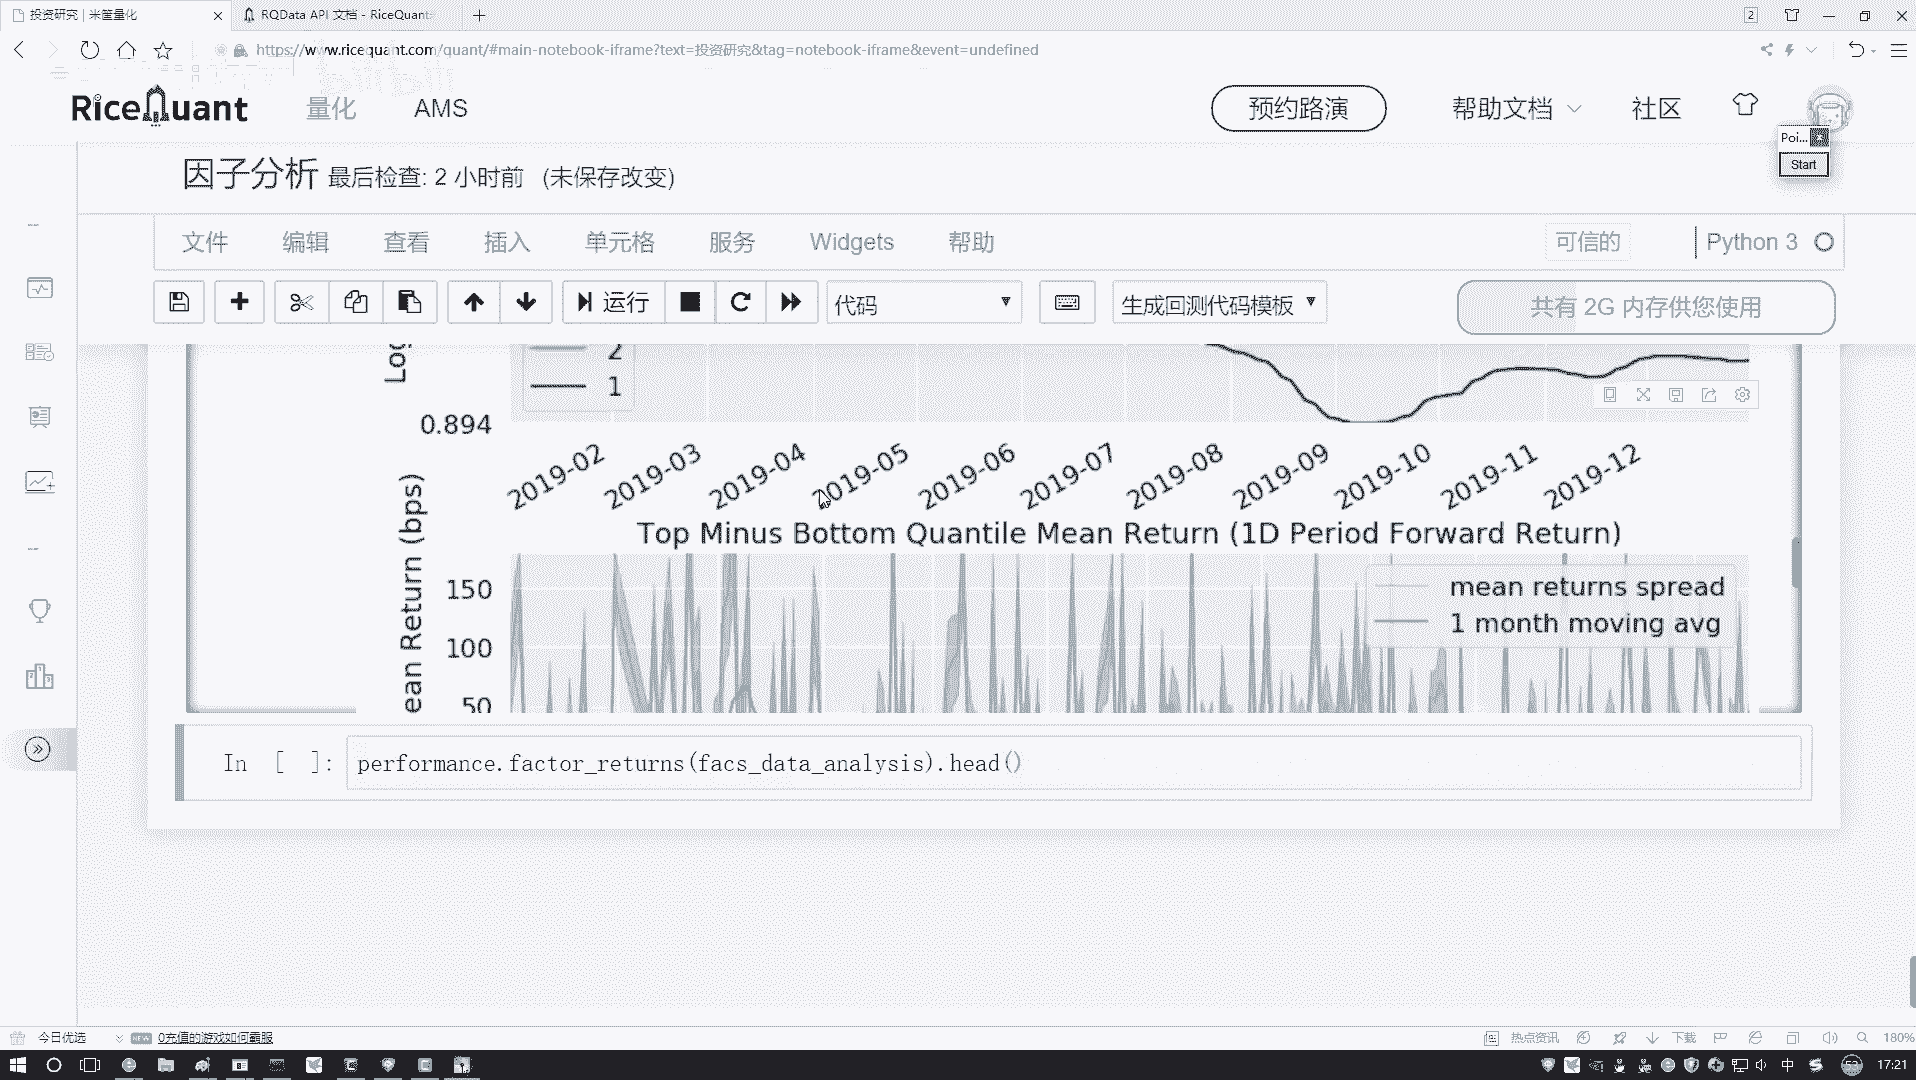 投资研究 | 米筐量化
RQData API 文档 - RiceQuant
2
https://www.ricequant.com/quant/#main-notebook-iframe?text=投资研究&tag=notebook-iframe&event=undefined
RiceQuant
量化
AMS
预约路演
帮助文档
社区
Poi...
Start
因子分析 最后检查: 2 小时前 (未保存改变)
文件
编辑
查看
插入
单元格
服务
Widgets
帮助
可信的
Python 3
运行
代码
生成回测代码模板
共有 2G 内存供您使用
2
1
0.894
2019-02
2019-03
2019-04
2019-05
2019-06
2019-07
2019-08
2019-09
2019-10
2019-11
2019-12
Top Minus Bottom Quantile Mean Return (1D Period Forward Return)
ean Return (bps)
150
100
50
mean returns spread
1 month moving avg
In [ ]: performance.factor_returns(facs_data_analysis).head()
今日优选
NEW
0充值的游戏如何霸服
热点资讯
下载
180%
中
53
17:21